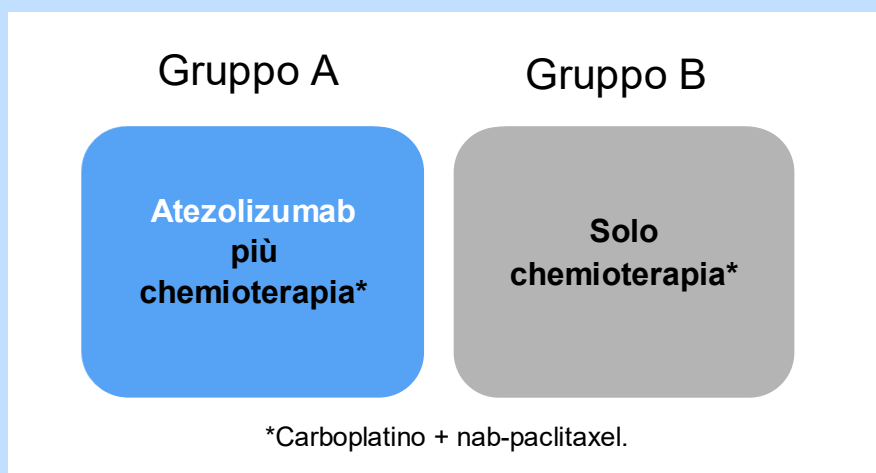 Gruppo A
Gruppo B
Atezolizumab
più
chemioterapia*
Solo
chemioterapia*
*Carboplatino + nab-paclitaxel.